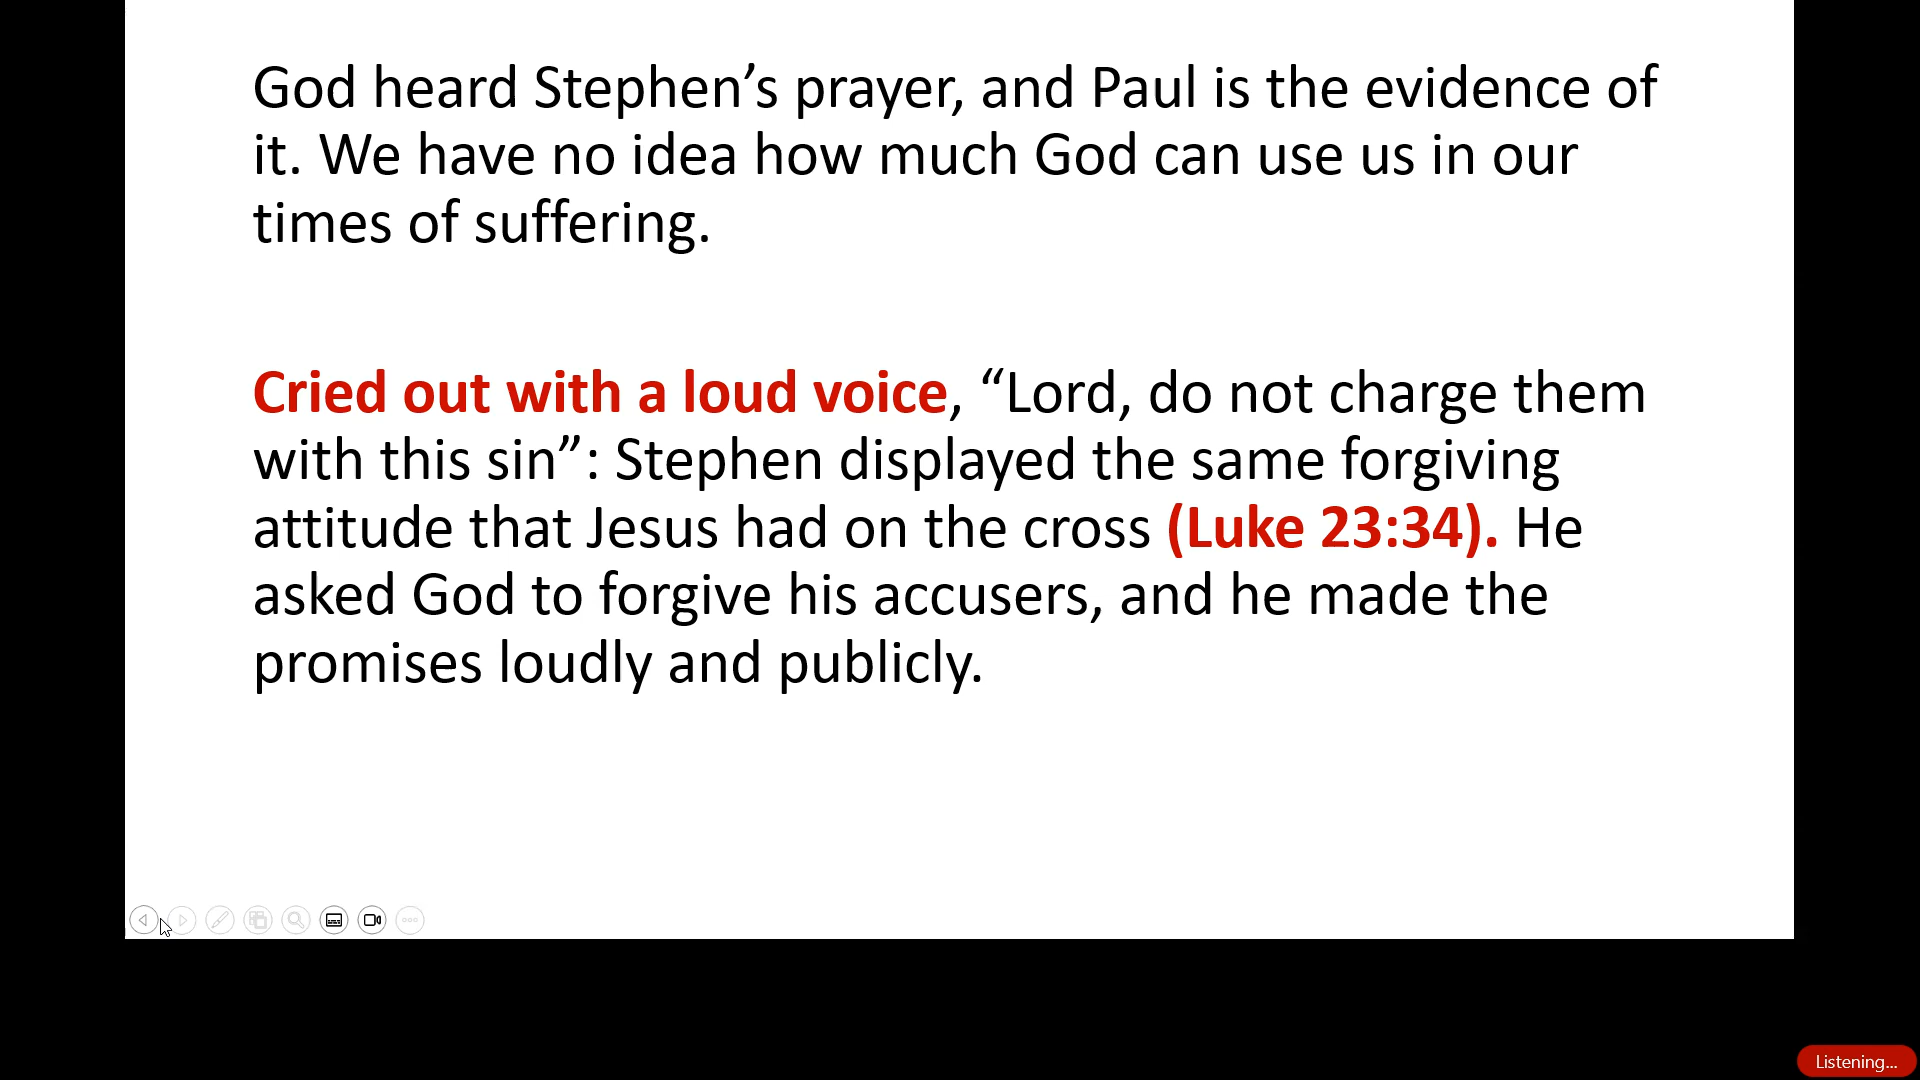 God heard Stephen’s prayer, and Paul is the evidence of
it. We have no idea how much God can use us in our
times of suffering.
Cried out with a loud voice, “Lord, do not charge them
with this sin”: Stephen displayed the same forgiving
attitude that Jesus had on the cross (Luke 23:34). He
asked God to forgive his accusers, and he made the
promises loudly and publicly.
Listening...